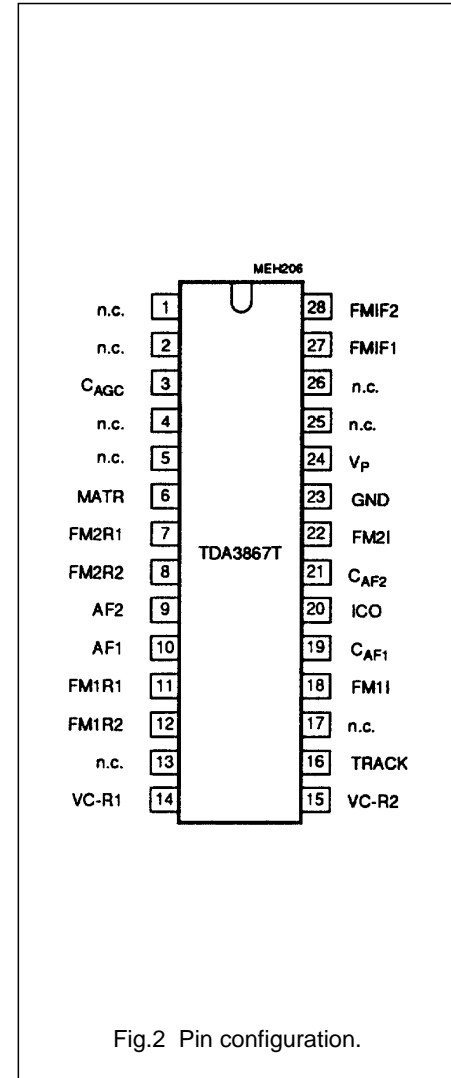 MEH206
n.c. 1 28 FMIF2
n.c. 2 27 FMIF1
CAGC 3 26 n.c.
n.c. 4 25 n.c.
n.c. 5 24 VP
MATR 6 23 GND
FM2R1 7 22 FM2I
TDA3867T
FM2R2 8 21 CAF2
AF2 9 20 ICO
AF1 10 19 CAF1
FM1R1 11 18 FM1I
FM1R2 12 17 n.c.
n.c. 13 16 TRACK
VC-R1 14 15 VC-R2
Fig.2 Pin configuration.